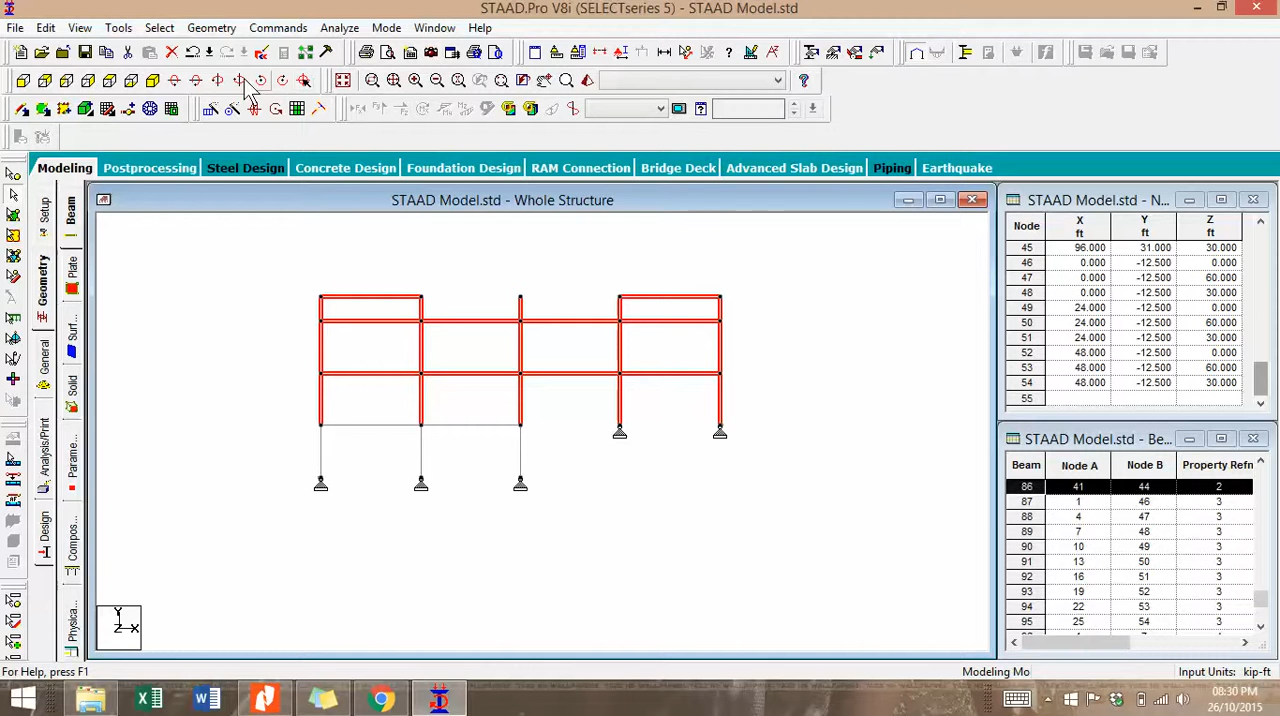 STAAD.Pro V8i (SELECTseries 5) - STAAD Model.std
File Edit View Tools Select Geometry Commands Analyze Mode Window Help
Modeling Postprocessing Steel Design Concrete Design Foundation Design RAM Connection Bridge Deck Advanced Slab Design Piping Earthquake
Setup
Geometry
General
Analysis/Print
Design
Beam
Plate
Surf...
Solid
Parame...
Compos...
Physica...
STAAD Model.std - Whole Structure
Y
Z X
STAAD Model.std - N...
Node X ft Y ft Z ft
45 96.000 31.000 30.000
46 0.000 -12.500 0.000
47 0.000 -12.500 60.000
48 0.000 -12.500 30.000
49 24.000 -12.500 0.000
50 24.000 -12.500 60.000
51 24.000 -12.500 30.000
52 48.000 -12.500 0.000
53 48.000 -12.500 60.000
54 48.000 -12.500 30.000
55
STAAD Model.std - Be...
Beam Node A Node B Property Refn
86 41 44 2
87 1 46 3
88 4 47 3
89 7 48 3
90 10 49 3
91 13 50 3
92 16 51 3
93 19 52 3
94 22 53 3
95 25 54 3
For Help, press F1
Modeling Mo
Input Units: kip-ft
08:30 PM
26/10/2015